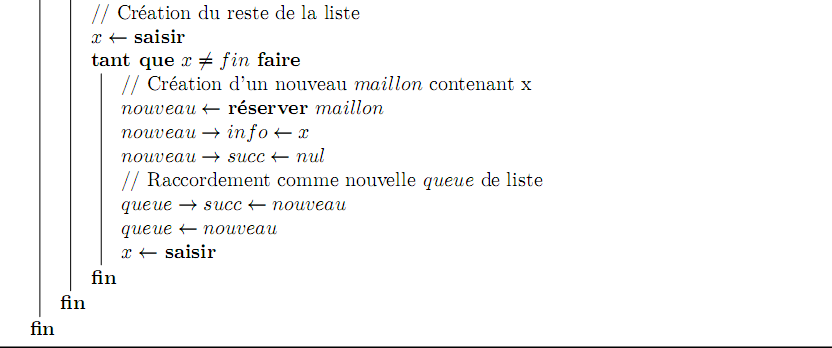 // Création du reste de la liste
x ← saisir
tant que x ≠ fin faire
// Création d'un nouveau maillon contenant x
nouveau ← réserver maillon
nouveau → info ← x
nouveau → succ ← nul
// Raccordement comme nouvelle queue de liste
queue → succ ← nouveau
queue ← nouveau
x ← saisir
fin
fin
fin